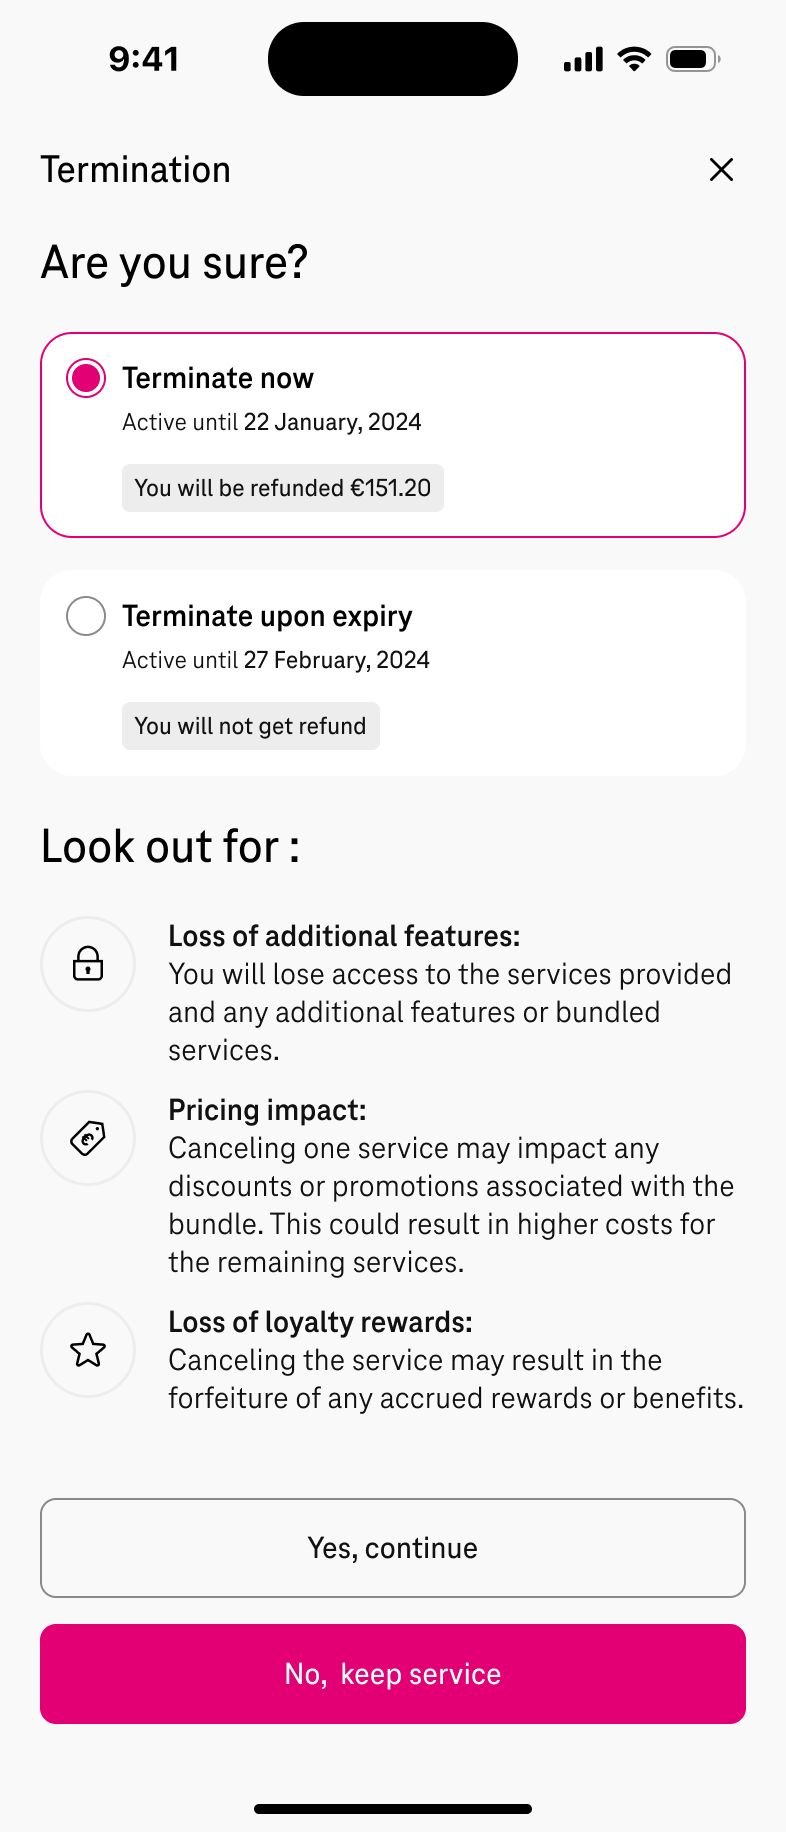 9:41
Termination
Are you sure?
Terminate now
Active until 22 January, 2024
You will be refunded €151.20
Terminate upon expiry
Active until 27 February, 2024
You will not get refund
Look out for :
Loss of additional features:
You will lose access to the services provided
and any additional features or bundled
services.
Pricing impact:
Canceling one service may impact any
discounts or promotions associated with the
bundle. This could result in higher costs for
the remaining services.
Loss of loyalty rewards:
Canceling the service may result in the
forfeiture of any accrued rewards or benefits.
Yes, continue
No,  keep service